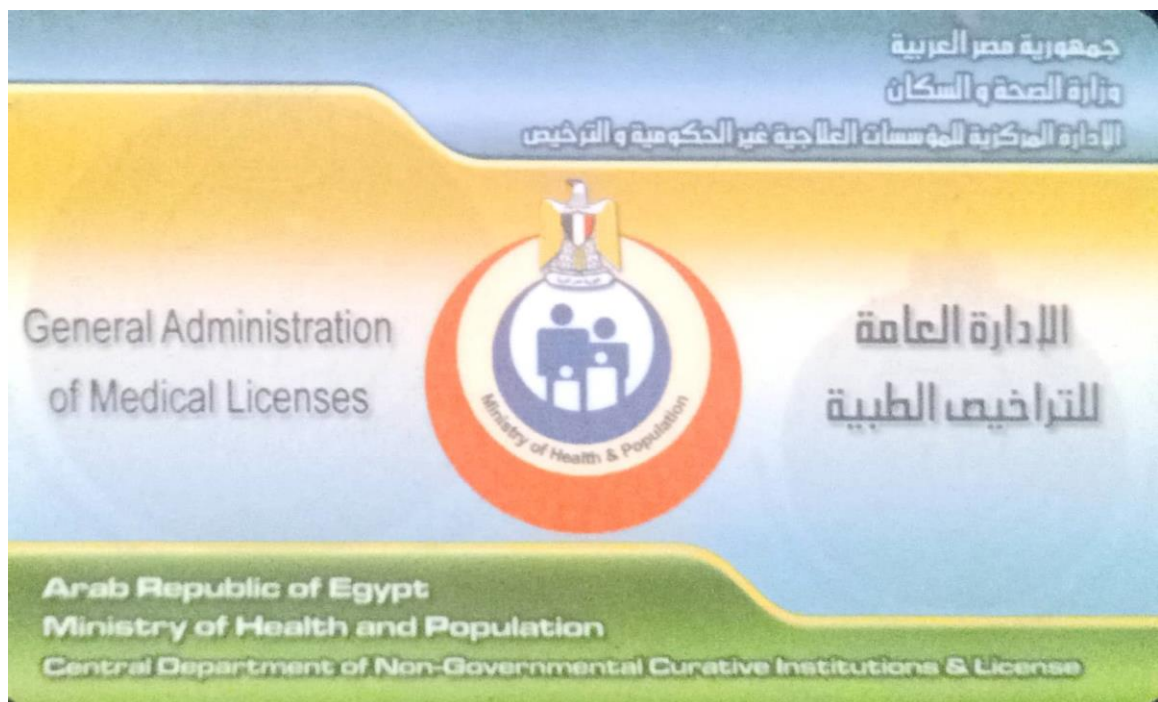 جمهورية مصر العربية
وزارة الصحة و السكان
الإدارة المركزية للمؤسسات العلاجية غير الحكومية و الترخيص
General Administration
of Medical Licenses
الإدارة العامة
للتراخيص الطبية
Ministry of Health & Population
Arab Republic of Egypt
Ministry of Health and Population
Central Department of Non-Governmental Curative Institutions & License